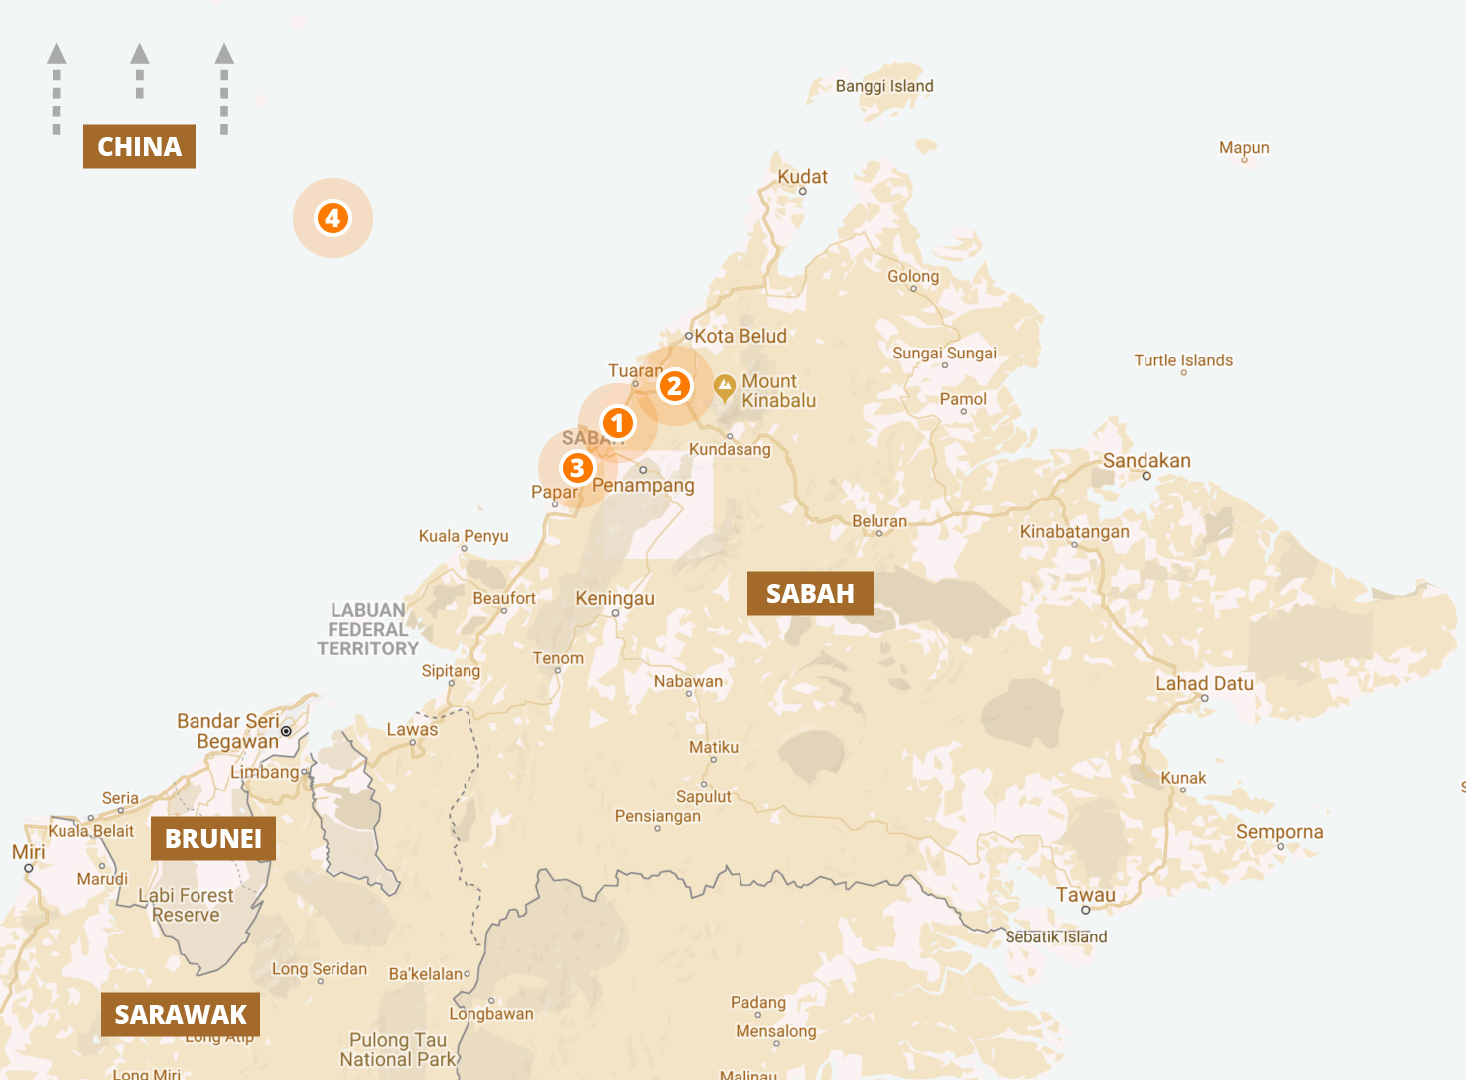 Banggi Island
CHINA
Mapun
Kudat
4
Golong
Kota Belud
Sungai Sungai
Turtle Islands
Tuaran
2
Mount
Kinabalu
Pamol
1
SABAH
Kundasang
Sandakan
3
Penampang
Papar
Beluran
Kinabatangan
Kuala Penyu
SABAH
Beaufort
Keningau
LABUAN
FEDERAL
TERRITORY
Tenom
Sipitang
Nabawan
Lahad Datu
Bandar Seri
Begawan
Lawas
Matiku
Limbang
Kunak
Seria
Sapulut
Pensiangan
Kuala Belait
BRUNEI
Semporna
Miri
Marudi
Labi Forest
Reserve
Tawau
Sebatik Island
Long Seridan
Ba'kelalan
Padang
Longbawan
SARAWAK
Mensalong
Long Atip
Pulong Tau
National Park
Long Miri
Malinau